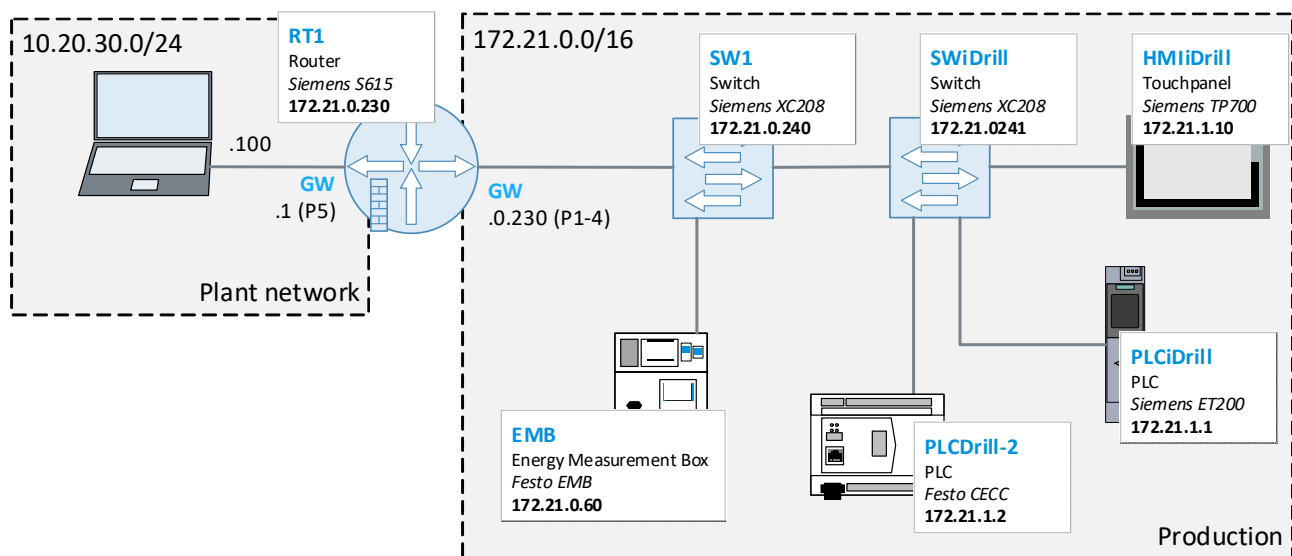 10.20.30.0/24
RT1
Router
Siemens S615
172.21.0.230
.100
GW
.1 (P5)
Plant network
172.21.0.0/16
GW
.0.230 (P1-4)
SW1
Switch
Siemens XC208
172.21.0.240
SWiDrill
Switch
Siemens XC208
172.21.0241
HMIiDrill
Touchpanel
Siemens TP700
172.21.1.10
EMB
Energy Measurement Box
Festo EMB
172.21.0.60
PLCDrill-2
PLC
Festo CECC
172.21.1.2
PLCiDrill
PLC
Siemens ET200
172.21.1.1
Production